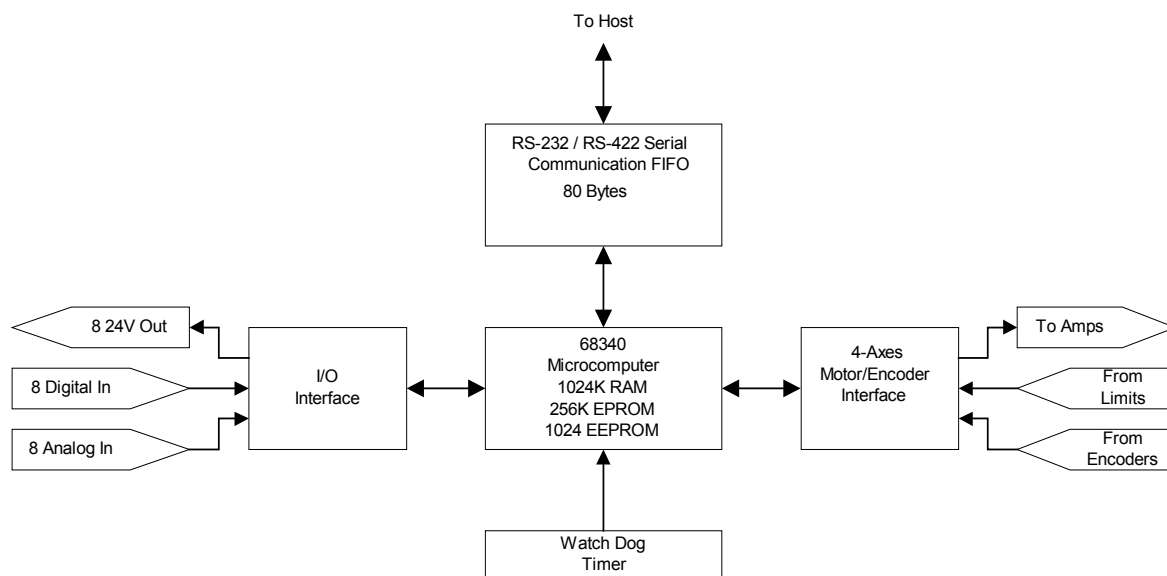 To Host
RS-232 / RS-422 Serial
Communication FIFO
80 Bytes
8 24V Out
8 Digital In
8 Analog In
I/O
Interface
68340
Microcomputer
1024K RAM
256K EPROM
1024 EEPROM
4-Axes
Motor/Encoder
Interface
To Amps
From
Limits
From
Encoders
Watch Dog
Timer